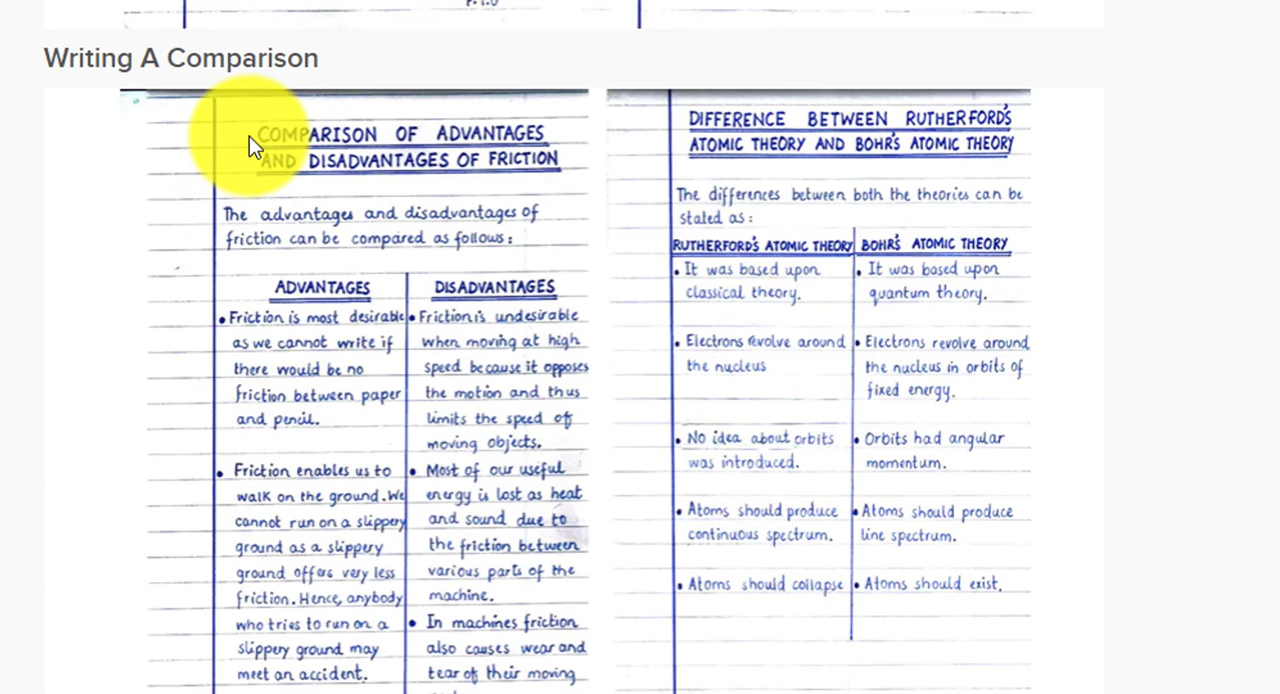 Writing A Comparison
COMPARISON OF ADVANTAGES
AND DISADVANTAGES OF FRICTION
The advantages and disadvantages of
friction can be compared as follows:
ADVANTAGES
• Friction is most desirable
as we cannot write if
there would be no
friction between paper
and pencil.
• Friction enables us to
walk on the ground. We
cannot run on a slippery
ground as a slippery
ground offers very less
friction. Hence, anybody
who tries to run on a
slippery ground may
meet an accident.
DISADVANTAGES
• Friction is undesirable
when moving at high
speed because it opposes
the motion and thus
limits the speed of
moving objects.
• Most of our useful
energy is lost as heat
and sound due to
the friction between
various parts of the
machine.
• In machines friction
also causes wear and
tear of their moving
DIFFERENCE BETWEEN RUTHERFORD'S
ATOMIC THEORY AND BOHR'S ATOMIC THEORY
The differences between both the theories can be
stated as:
RUTHERFORD'S ATOMIC THEORY
• It was based upon
classical theory.
• Electrons revolve around
the nucleus
• No idea about orbits
was introduced.
• Atoms should produce
continuous spectrum.
• Atoms should collapse
BOHR'S ATOMIC THEORY
• It was based upon
quantum theory.
• Electrons revolve around
the nucleus in orbits of
fixed energy.
• Orbits had angular
momentum.
• Atoms should produce
line spectrum.
• Atoms should exist.